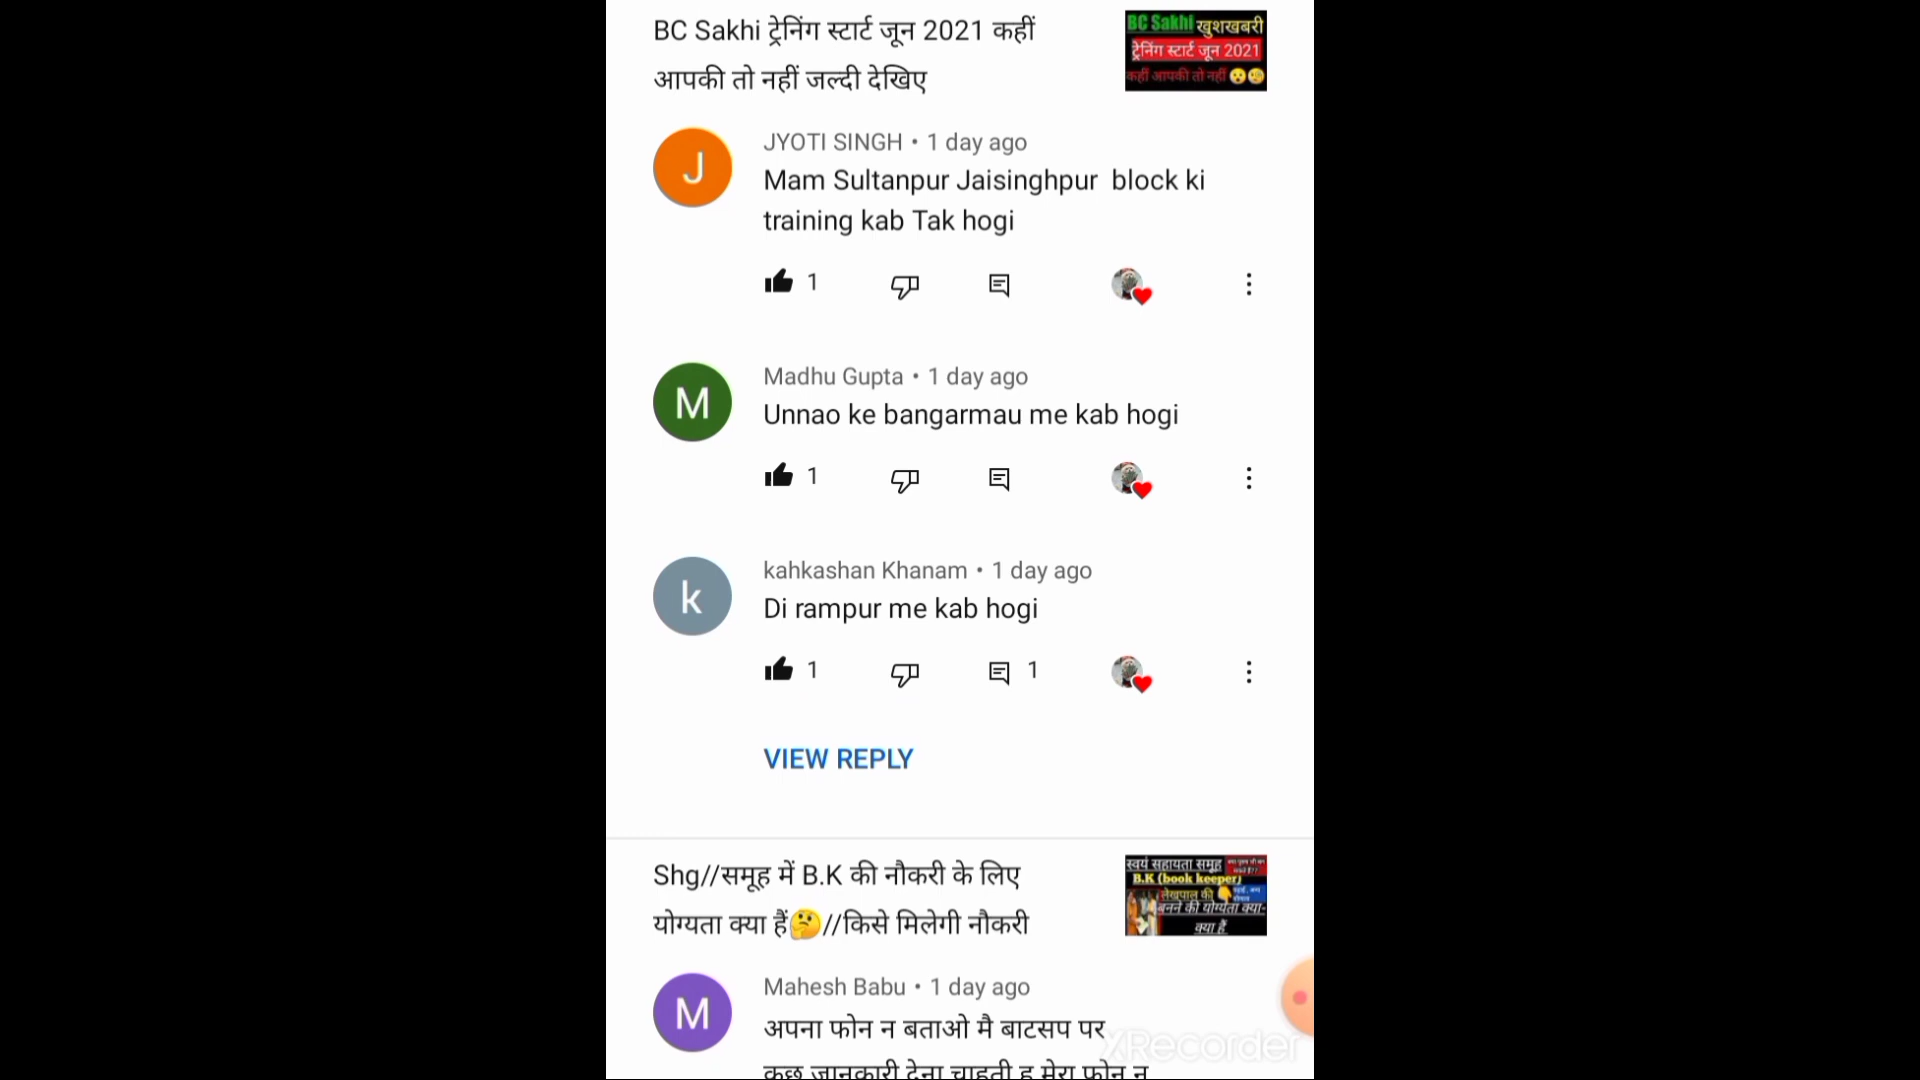 BC Sakhi ट्रेनिंग स्टार्ट जून 2021 कहीं
आपकी तो नहीं जल्दी देखिए
BC Sakhi खुशखबरी
ट्रेनिंग स्टार्ट जून 2021
कहीं आपकी तो नहीं 😯🧐
J
JYOTI SINGH • 1 day ago
Mam Sultanpur Jaisinghpur block ki
training kab Tak hogi
1
M
Madhu Gupta • 1 day ago
Unnao ke bangarmau me kab hogi
1
k
kahkashan Khanam • 1 day ago
Di rampur me kab hogi
1 1
VIEW REPLY
Shg//समूह में B.K की नौकरी के लिए
योग्यता क्या हैं🤔//किसे मिलेगी नौकरी
स्वयं सहायता समूह
B.K (book keeper)
लेखपाल की
बनने की योग्यता क्या-
क्या हैं
M
Mahesh Babu • 1 day ago
अपना फोन न बताओ मै बाटसप पर
कुछ जानकारी देना चाहती हू मेरा फोन न
XRecorder